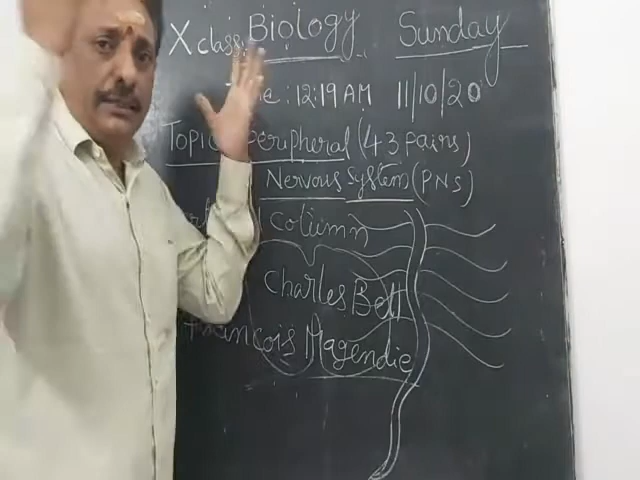 X class: Biology Sunday
: 12:19 AM 11/10/20
Topic Peripheral (43 pairs)
Nervous System (PNS)
Column
Charles Bell
Francois Magendie